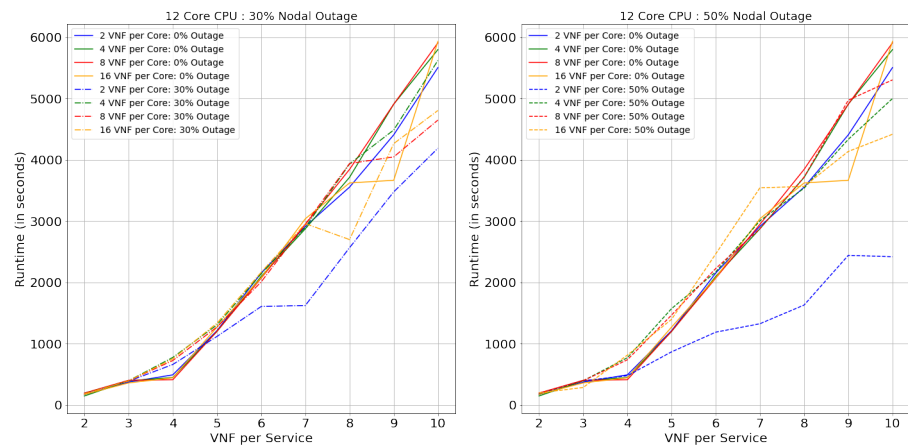 12 Core CPU : 30% Nodal Outage
6000
5000
4000
3000
2000
1000
0
Runtime (in seconds)
2 VNF per Core: 0% Outage
4 VNF per Core: 0% Outage
8 VNF per Core: 0% Outage
16 VNF per Core: 0% Outage
2 VNF per Core: 30% Outage
4 VNF per Core: 30% Outage
8 VNF per Core: 30% Outage
16 VNF per Core: 30% Outage
2 3 4 5 6 7 8 9 10
VNF per Service
12 Core CPU : 50% Nodal Outage
6000
5000
4000
3000
2000
1000
0
Runtime (in seconds)
2 VNF per Core: 0% Outage
4 VNF per Core: 0% Outage
8 VNF per Core: 0% Outage
16 VNF per Core: 0% Outage
2 VNF per Core: 50% Outage
4 VNF per Core: 50% Outage
8 VNF per Core: 50% Outage
16 VNF per Core: 50% Outage
2 3 4 5 6 7 8 9 10
VNF per Service